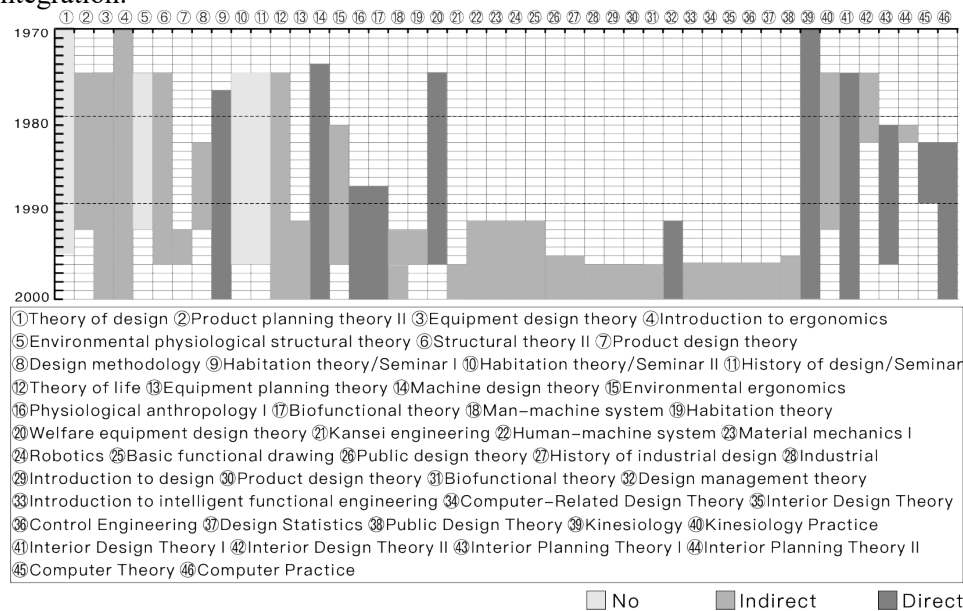 ntegration.
① ② ③ ④ ⑤ ⑥ ⑦ ⑧ ⑨ ⑩ ⑪ ⑫ ⑬ ⑭ ⑮ ⑯ ⑰ ⑱ ⑲ ⑳ ㉑ ㉒ ㉓ ㉔ ㉕ ㉖ ㉗ ㉘ ㉙ ㉚ ㉛ ㉜ ㉝ ㉞ ㉟ ㊱ ㊲ ㊳ ㊴ ㊵ ㊶ ㊷ ㊸ ㊹ ㊺ ㊻
1970
1980
1990
2000
①Theory of design ②Product planning theory II ③Equipment design theory ④Introduction to ergonomics
⑤Environmental physiological structural theory ⑥Structural theory II ⑦Product design theory
⑧Design methodology ⑨Habitation theory/Seminar I ⑩Habitation theory/Seminar II ⑪History of design/Seminar
⑫Theory of life ⑬Equipment planning theory ⑭Machine design theory ⑮Environmental ergonomics
⑯Physiological anthropology I ⑰Biofunctional theory ⑱Man-machine system ⑲Habitation theory
⑳Welfare equipment design theory ㉑Kansei engineering ㉒Human-machine system ㉓Material mechanics I
㉔Robotics ㉕Basic functional drawing ㉖Public design theory ㉗History of industrial design ㉘Industrial
㉙Introduction to design ㉚Product design theory ㉛Biofunctional theory ㉜Design management theory
㉝Introduction to intelligent functional engineering ㉞Computer-Related Design Theory ㉟Interior Design Theory
㊱Control Engineering ㊲Design Statistics ㊳Public Design Theory ㊴Kinesiology ㊵Kinesiology Practice
㊶Interior Design Theory I ㊷Interior Design Theory II ㊸Interior Planning Theory I ㊹Interior Planning Theory II
㊺Computer Theory ㊻Computer Practice
No Indirect Direct